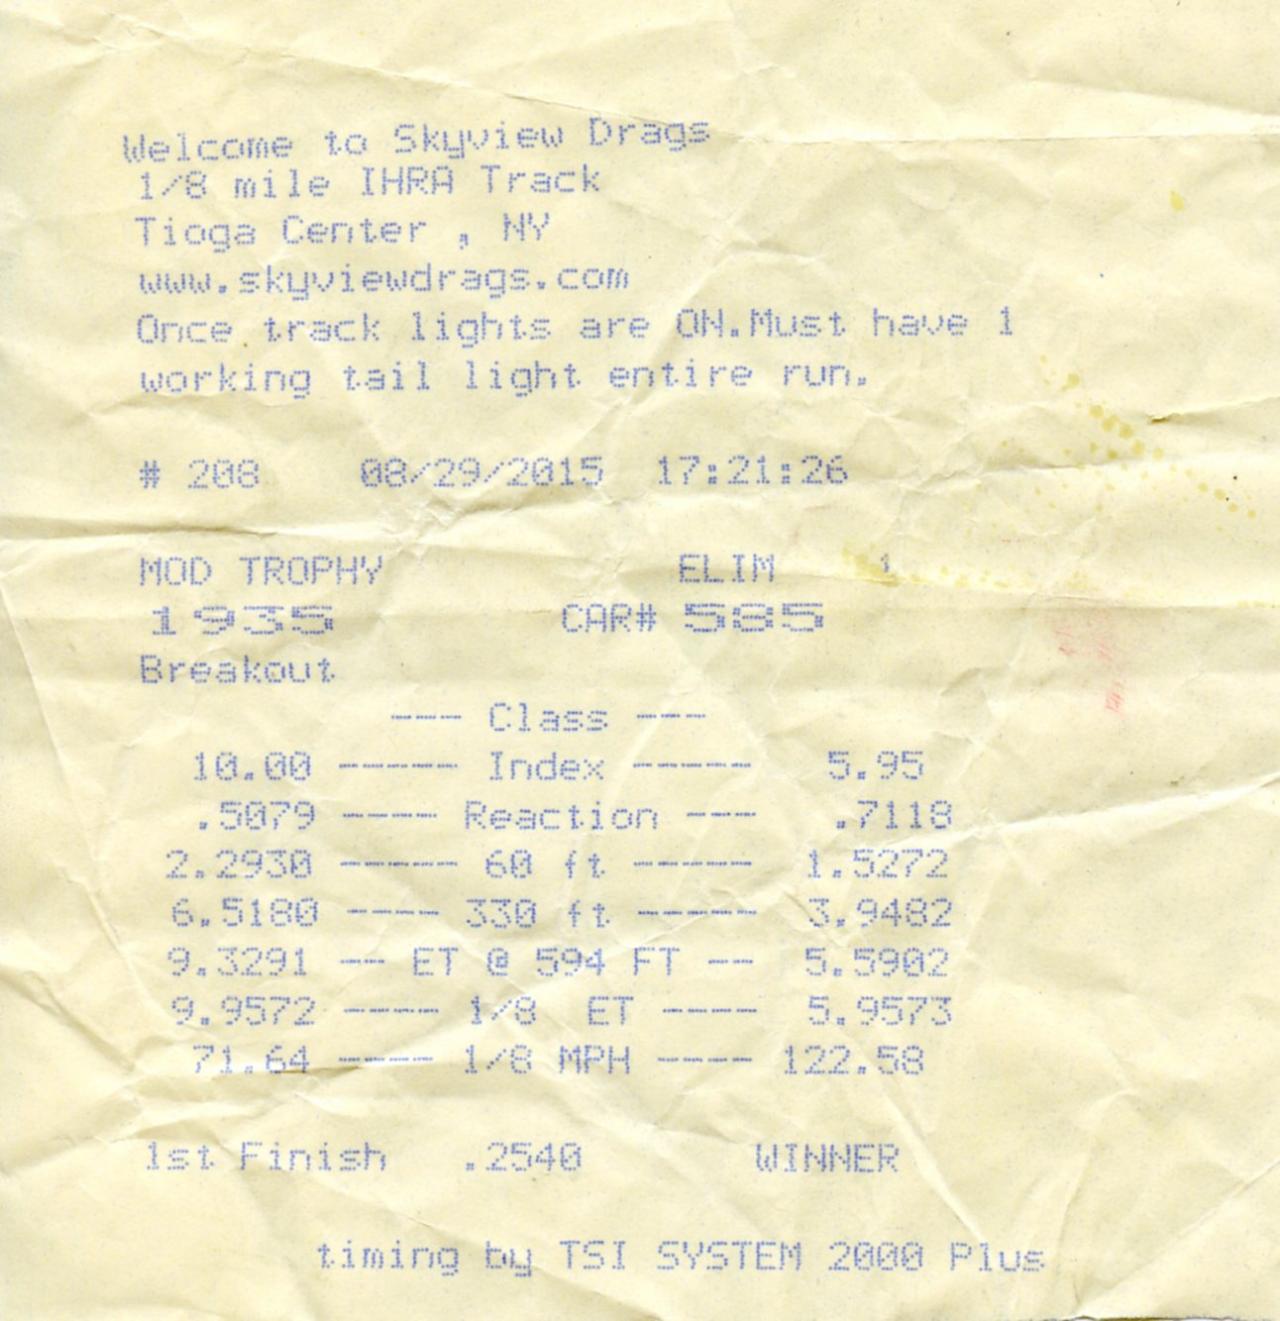 Welcome to Skyview Drags
1/8 mile IHRA Track
Tioga Center , NY
www.skyviewdrags.com
Once track lights are ON.Must have 1
working tail light entire run.
# 208 08/29/2015 17:21:26
MOD TROPHY ELIM 1
1935 CAR# 585
Breakout
--- Class ---
10.00 ----- Index ----- 5.95
.5079 ---- Reaction --- .7118
2.2930 ----- 60 ft ----- 1.5272
6.5180 ---- 330 ft ----- 3.9482
9.3291 -- ET @ 594 FT -- 5.5902
9.9572 ---- 1/8 ET ---- 5.9573
71.64 ---- 1/8 MPH ---- 122.58
1st Finish .2540 WINNER
timing by TSI SYSTEM 2000 Plus